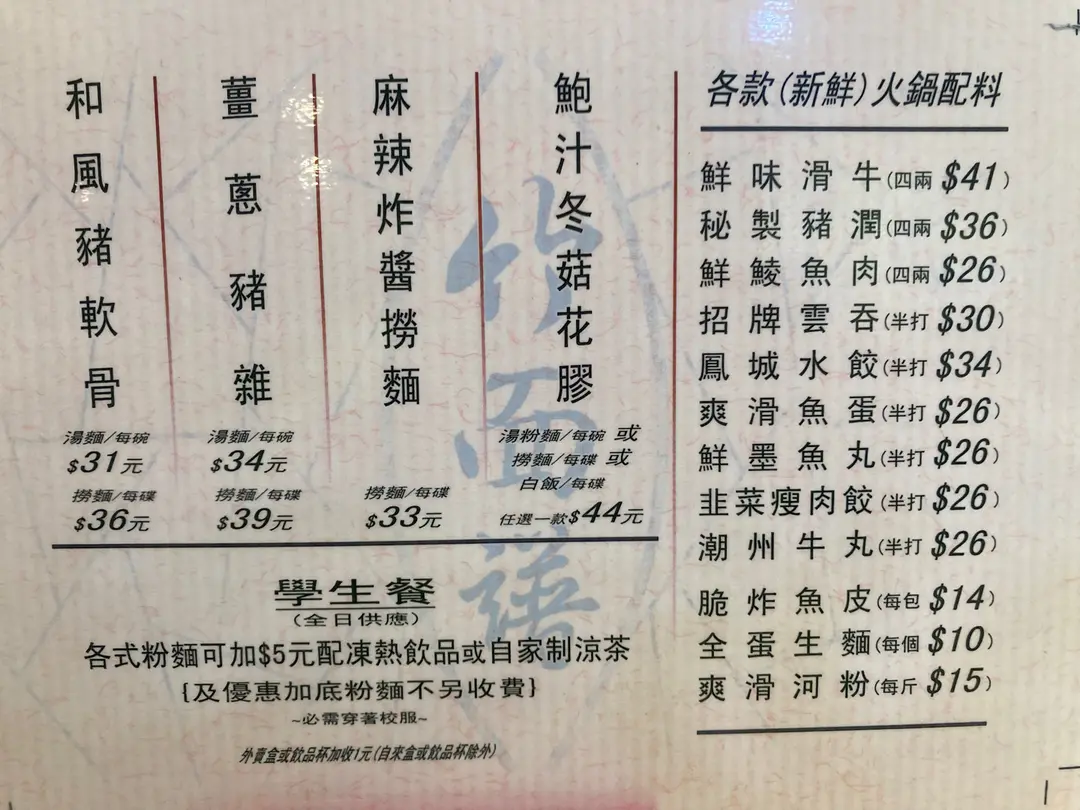 和風豬軟骨
湯麵/每碗
$31元
撈麵/每碟
$36元
薑蔥豬雜
湯麵/每碗
$34元
撈麵/每碟
$39元
麻辣炸醬撈麵
撈麵/每碟
$33元
鮑汁冬菇花膠
湯粉麵/每碗 或
撈麵/每碟 或
白飯/每碟
任選一款$44元
學生餐
(全日供應)
各式粉麵可加$5元配凍熱飲品或自家制涼茶
{及優惠加底粉麵不另收費}
~必需穿著校服~
外賣盒或飲品杯加收1元(自來盒或飲品杯除外)
各款(新鮮)火鍋配料
鮮味滑牛(四兩 $41)
秘製豬潤(四兩 $36)
鮮鯪魚肉(四兩 $26)
招牌雲吞(半打 $30)
鳳城水餃(半打 $34)
爽滑魚蛋(半打 $26)
鮮墨魚丸(半打 $26)
韭菜瘦肉餃(半打 $26)
潮州牛丸(半打 $26)
脆炸魚皮(每包 $14)
全蛋生麵(每個 $10)
爽滑河粉(每斤 $15)
竹面譜